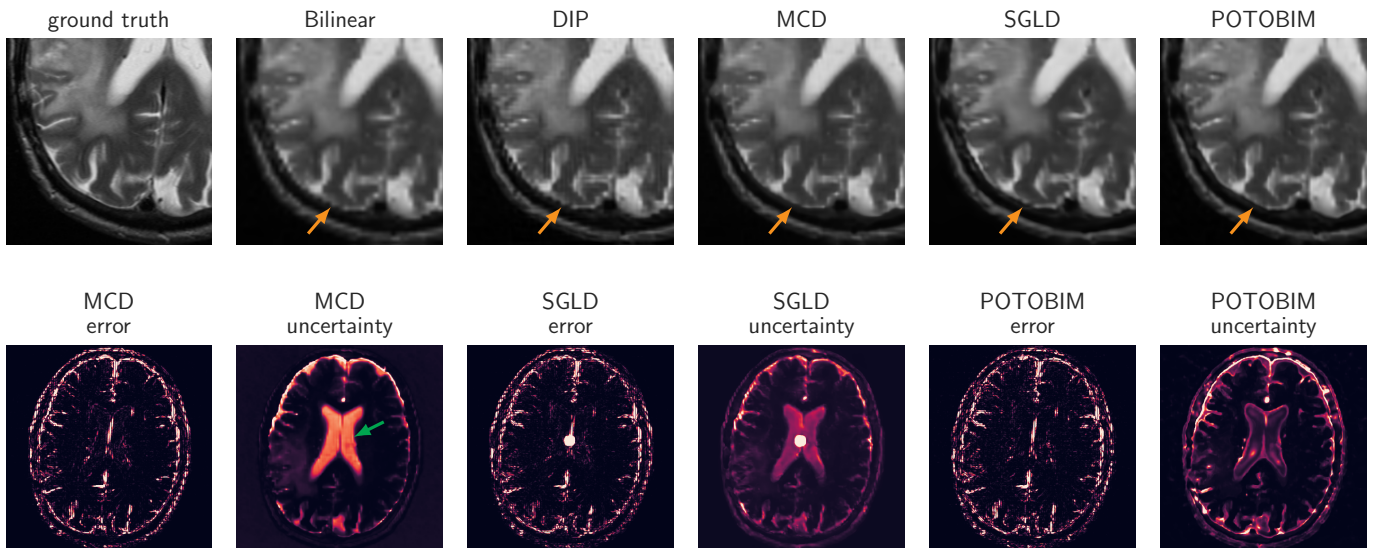 ground truth
Bilinear
DIP
MCD
SGLD
POTOBIM
MCD
error
MCD
uncertainty
SGLD
error
SGLD
uncertainty
POTOBIM
error
POTOBIM
uncertainty